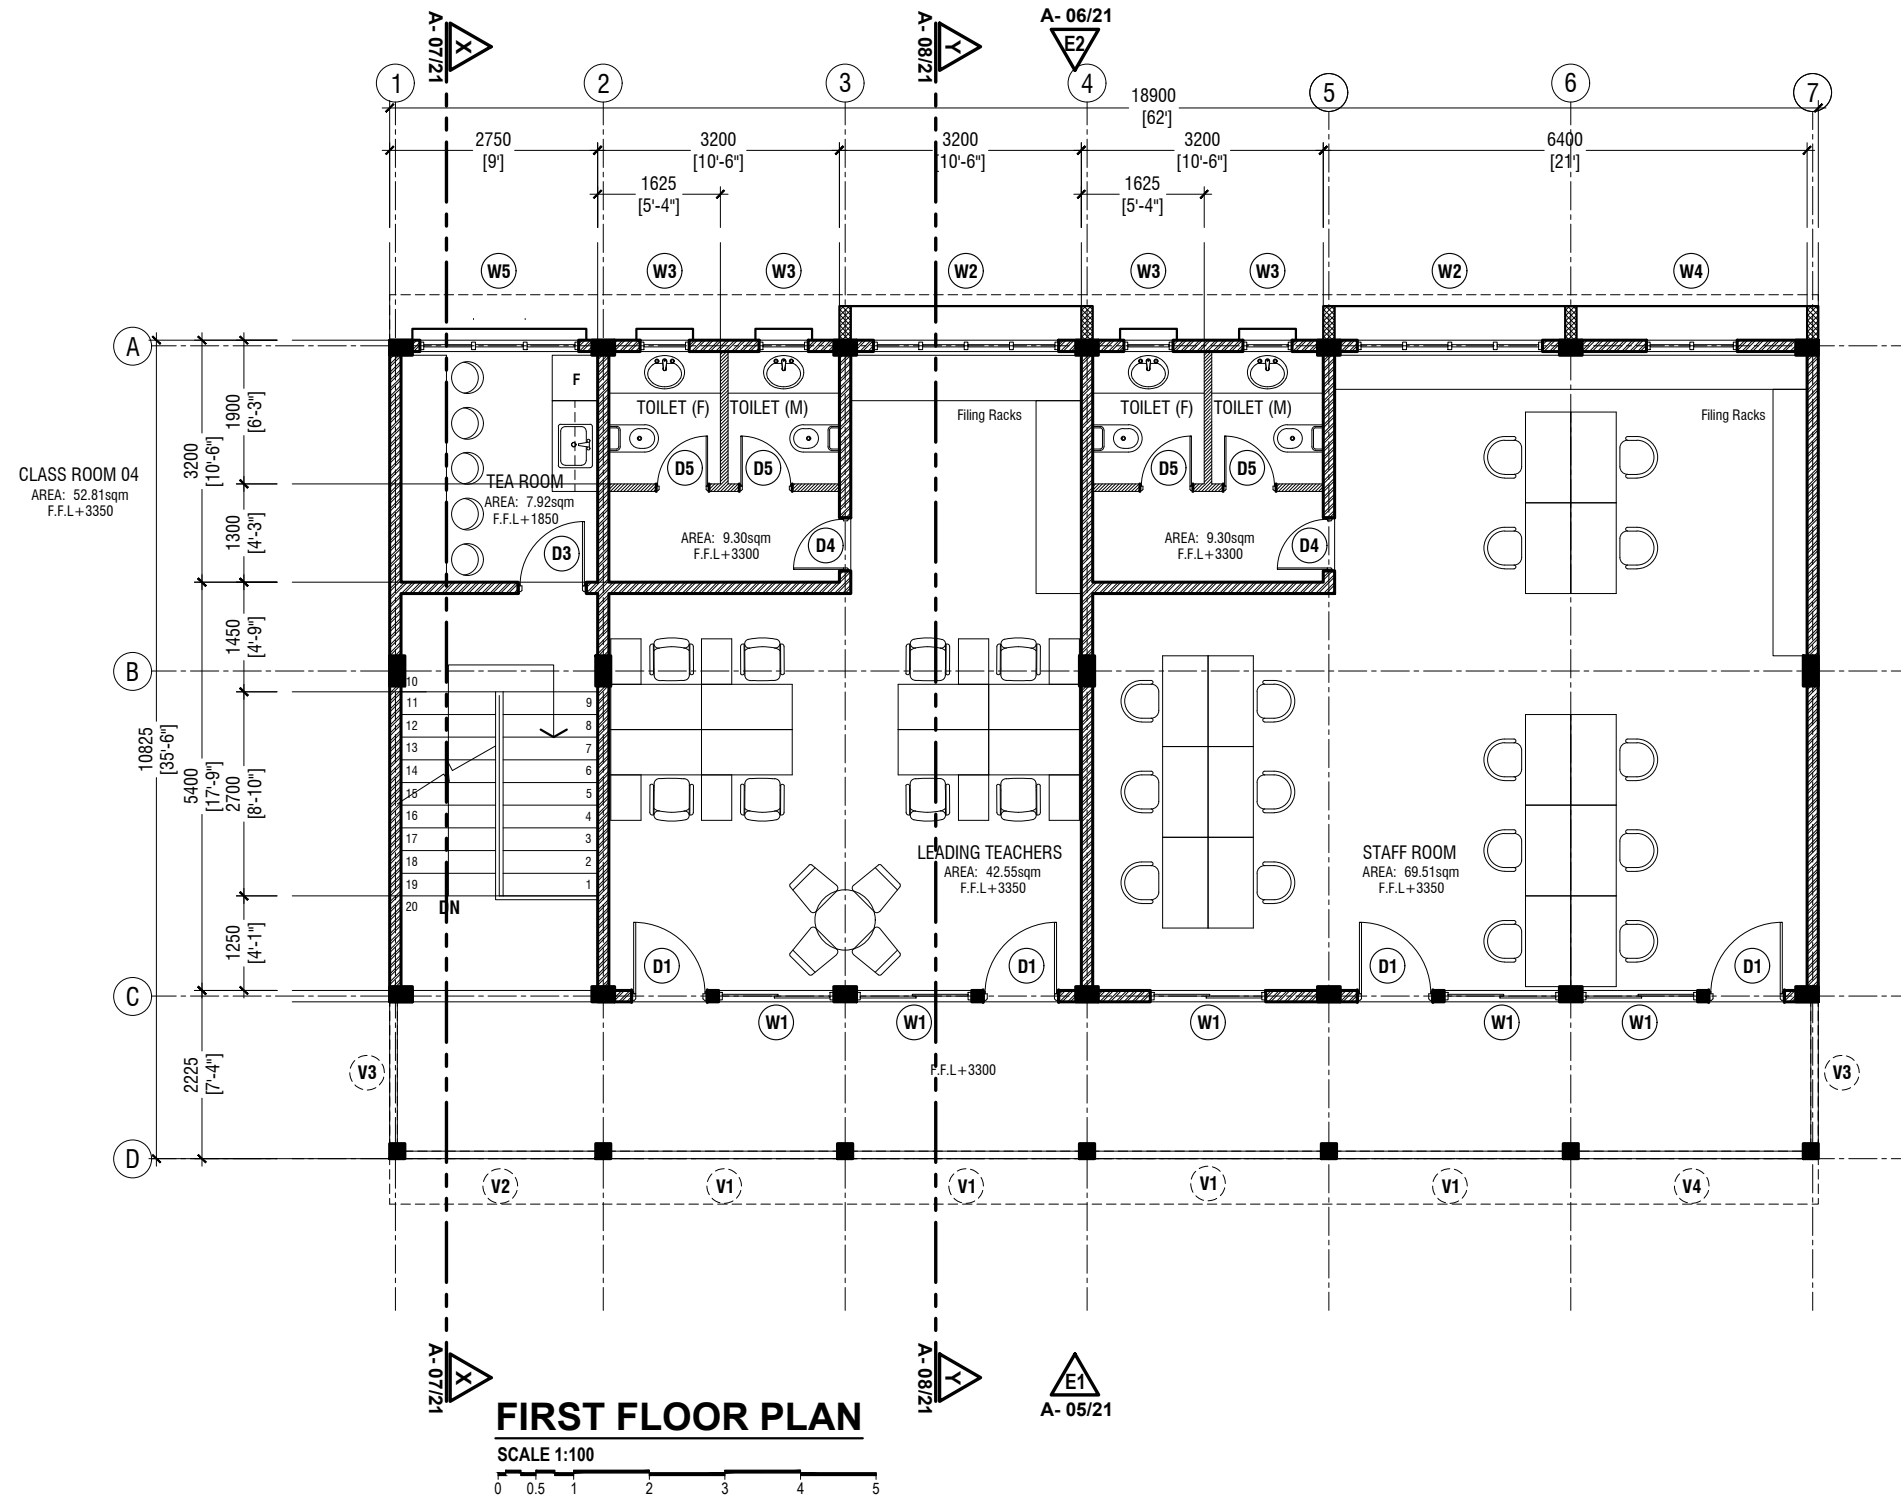 A- 07/21
X
A- 08/21
Y
A- 06/21
E2
1
2
3
4
5
6
7
18900
[62']
2750
[9']
3200
[10'-6"]
3200
[10'-6"]
3200
[10'-6"]
6400
[21']
1625
[5'-4"]
1625
[5'-4"]
W5
W3
W3
W2
W3
W3
W2
W4
A
B
C
D
10825
[35'-6"]
3200
[10'-6"]
5400
[17'-9"]
2225
[7'-4"]
1900
[6'-3"]
1300
[4'-3"]
1450
[4'-9"]
2700
[8'-10"]
1250
[4'-1"]
CLASS ROOM 04
AREA: 52.81sqm
F.F.L+3350
F
TEA ROOM
AREA: 7.92sqm
F.F.L+1850
D3
TOILET (F)
TOILET (M)
D5
D5
AREA: 9.30sqm
F.F.L+3300
D4
Filing Racks
TOILET (F)
TOILET (M)
D5
D5
AREA: 9.30sqm
F.F.L+3300
D4
Filing Racks
10
11
12
13
14
15
16
17
18
19
20
9
8
7
6
5
4
3
2
1
DN
LEADING TEACHERS
AREA: 42.55sqm
F.F.L+3350
STAFF ROOM
AREA: 69.51sqm
F.F.L+3350
D1
D1
D1
D1
W1
W1
W1
W1
W1
V3
F.F.L+3300
V3
V2
V1
V1
V1
V1
V4
A- 07/21
X
A- 08/21
Y
E1
A- 05/21
FIRST FLOOR PLAN
SCALE 1:100
0 0.5 1 2 3 4 5